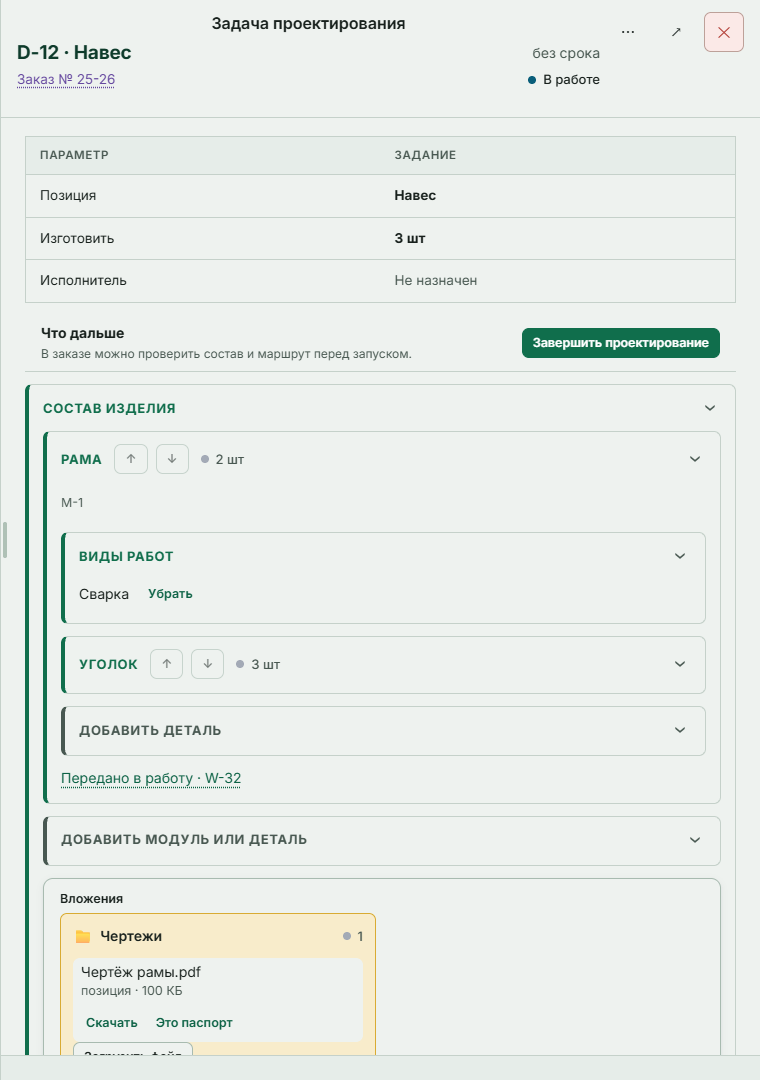 Задача проектирования
D-12 · Навес
без срока
Заказ № 25-26
В работе
ПАРАМЕТР ЗАДАНИЕ
Позиция Навес
Изготовить 3 шт
Исполнитель Не назначен
Что дальше
В заказе можно проверить состав и маршрут перед запуском.
Завершить проектирование
СОСТАВ ИЗДЕЛИЯ
РАМА ↑ ↓ 2 шт
М-1
ВИДЫ РАБОТ
Сварка Убрать
УГОЛОК ↑ ↓ 3 шт
ДОБАВИТЬ ДЕТАЛЬ
Передано в работу · W-32
ДОБАВИТЬ МОДУЛЬ ИЛИ ДЕТАЛЬ
Вложения
Чертежи 1
Чертёж рамы.pdf
позиция · 100 КБ
Скачать Это паспорт